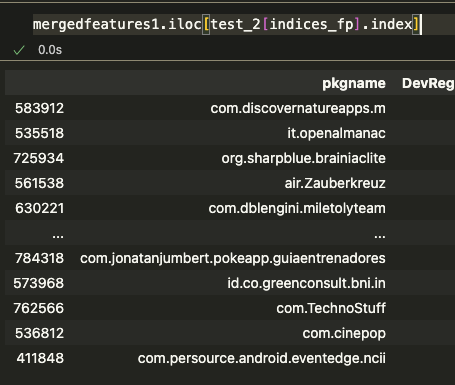 mergedfeatures1.iloc[test_2[indices_fp].index]
0.0s
pkgname DevReg
583912 com.discovernatureapps.m
535518 it.openalmanac
725934 org.sharpblue.brainiaclite
561538 air.Zauberkreuz
630221 com.dblengini.miletolyteam
... ...
784318 com.jonatanjumbert.pokeapp.guiaentrenadores
573968 id.co.greenconsult.bni.in
762566 com.TechnoStuff
536812 com.cinepop
411848 com.persource.android.eventedge.ncii